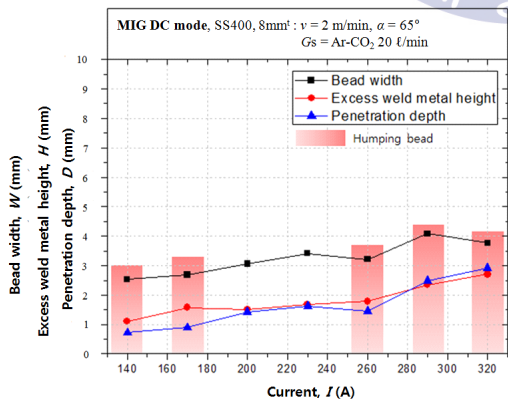 MIG DC mode, SS400, 8mmᵗ : v = 2 m/min, α = 65°
Gs = Ar-CO₂ 20 ℓ/min
Bead width
Excess weld metal height
Penetration depth
Humping bead
10
9
8
7
6
5
4
3
2
1
0
Bead width, W (mm)
Excess weld metal height, H (mm)
Penetration depth, D (mm)
140 160 180 200 220 240 260 280 300 320
Current, I (A)